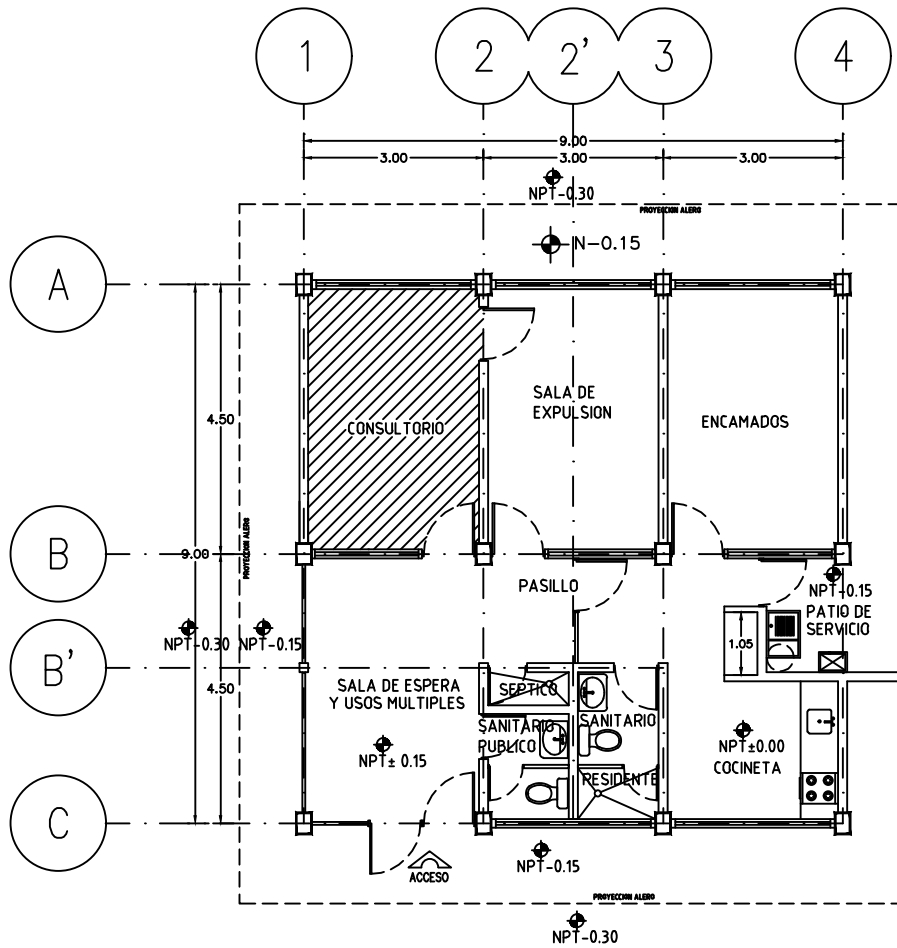 1
2
2'
3
4
9.00
3.00
3.00
3.00
NPT-0.30
PROYECCION ALERO
N-0.15
A
4.50
SALA DE
EXPULSION
CONSULTORIO
ENCAMADOS
B
9.00
PROYECCION ALERO
PASILLO
NPT-0.15
PATIO DE
SERVICIO
NPT-0.30
NPT-0.15
1.05
B'
4.50
SALA DE ESPERA
Y USOS MULTIPLES
SEPTICO
SANITARIO
PUBLICO
SANITARIO
NPT± 0.15
NPT±0.00
COCINETA
RESIDENTE
C
ACCESO
NPT-0.15
PROYECCION ALERO
NPT-0.30